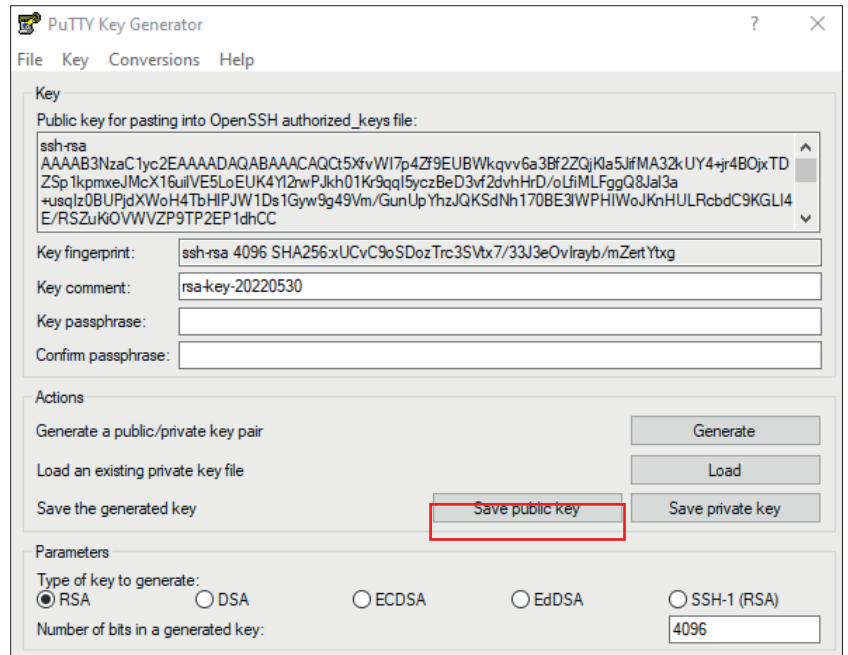 PuTTY Key Generator
File Key Conversions Help
Key
Public key for pasting into OpenSSH authorized_keys file:
ssh-rsa
AAAAB3NzaC1yc2EAAAADAQABAAACAQCt5XfvWI7p4Zf9EUBWkqvv6a3Bf2ZQjKla5JifMA32kUY4+jr4BOjxTD
ZSp1kpmxeJMcX16uilVE5LoEUK4Yl2rwPJkh01Kr9qqI5yczBeD3vf2dvhHrD/oLfiMLFggQ8JaI3a
+usqIz0BUPjdXWoH4TbHIPJW1Ds1Gyw9g49Vm/GunUpYhzJQKSdNh170BE3lWPHIWoJKnHULRcbdC9KGLI4
E/RSZuKiOVWVZP9TP2EP1dhCC
Key fingerprint: ssh-rsa 4096 SHA256:xUCvC9oSDozTrc3SVtx7/33J3eOvIrayb/mZertYtxg
Key comment: rsa-key-20220530
Key passphrase:
Confirm passphrase:
Actions
Generate a public/private key pair Generate
Load an existing private key file Load
Save the generated key Save public key Save private key
Parameters
Type of key to generate:
RSA DSA ECDSA EdDSA SSH-1 (RSA)
Number of bits in a generated key: 4096